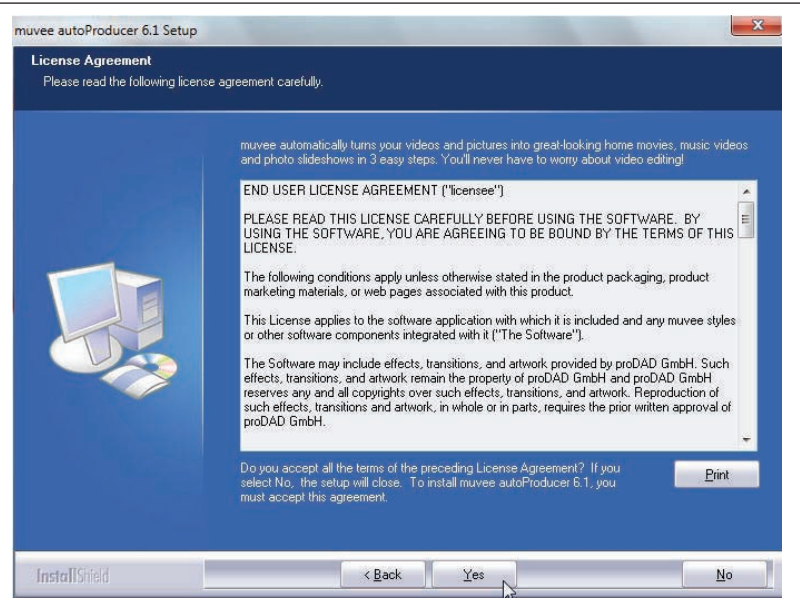 muvee autoProducer 6.1 Setup
License Agreement
Please read the following license agreement carefully.
muvee automatically turns your videos and pictures into great-looking home movies, music videos
and photo slideshows in 3 easy steps. You'll never have to worry about video editing!
END USER LICENSE AGREEMENT ("licensee")
PLEASE READ THIS LICENSE CAREFULLY BEFORE USING THE SOFTWARE. BY
USING THE SOFTWARE, YOU ARE AGREEING TO BE BOUND BY THE TERMS OF THIS
LICENSE.
The following conditions apply unless otherwise stated in the product packaging, product
marketing materials, or web pages associated with this product.
This License applies to the software application with which it is included and any muvee styles
or other software components integrated with it ("The Software").
The Software may include effects, transitions, and artwork provided by proDAD GmbH. Such
effects, transitions, and artwork remain the property of proDAD GmbH and proDAD GmbH
reserves any and all copyrights over such effects, transitions, and artwork. Reproduction of
such effects, transitions and artwork, in whole or in parts, requires the prior written approval of
proDAD GmbH.
Do you accept all the terms of the preceding License Agreement? If you
select No, the setup will close. To install muvee autoProducer 6.1, you
must accept this agreement.
Print
InstallShield
< Back
Yes
No